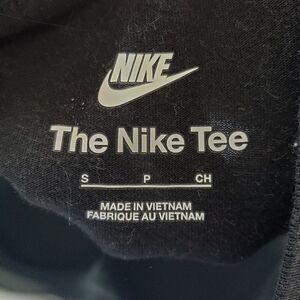 NIKE
The Nike Tee
S P CH
MADE IN VIETNAM
FABRIQUE AU VIETNAM